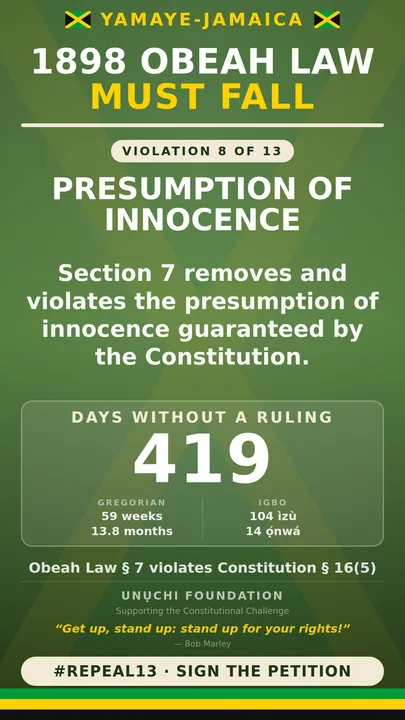 YAMAYE-JAMAICA
1898 OBEAH LAW
MUST FALL
VIOLATION 8 OF 13
PRESUMPTION OF
INNOCENCE
Section 7 removes and
violates the presumption of
innocence guaranteed by
the Constitution.
DAYS WITHOUT A RULING
419
GREGORIAN
59 weeks
13.8 months
IGBO
104 ìzù
14 ọ́nwá
Obeah Law § 7 violates Constitution § 16(5)
UNỤCHI FOUNDATION
Supporting the Constitutional Challenge
“Get up, stand up: stand up for your rights!”
— Bob Marley
#REPEAL13 · SIGN THE PETITION